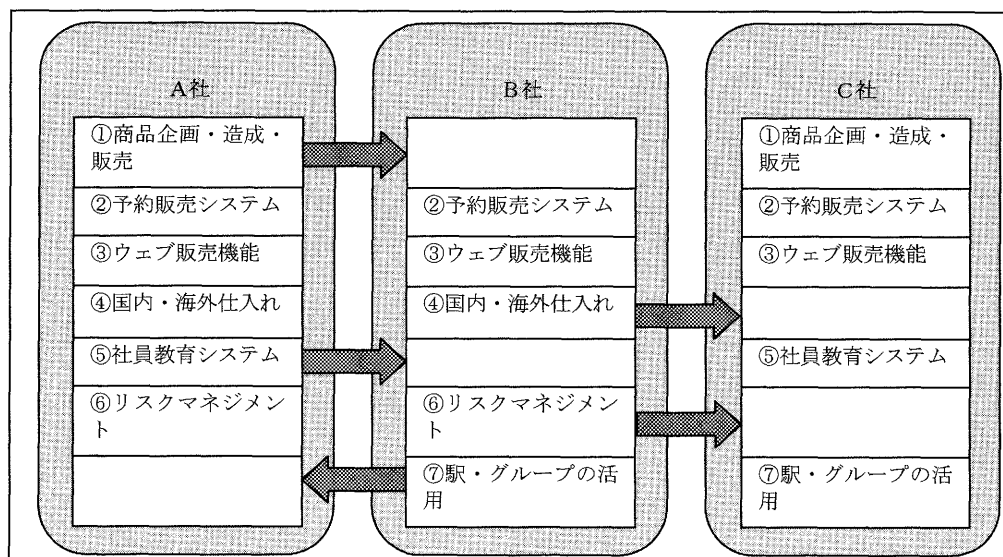 A社
①商品企画・造成・
販売
②予約販売システム
③ウェブ販売機能
④国内・海外仕入れ
⑤社員教育システム
⑥リスクマネジメン
ト
B社
②予約販売システム
③ウェブ販売機能
④国内・海外仕入れ
⑥リスクマネジメン
ト
⑦駅・グループの活
用
C社
①商品企画・造成・
販売
②予約販売システム
③ウェブ販売機能
⑤社員教育システム
⑦駅・グループの活
用